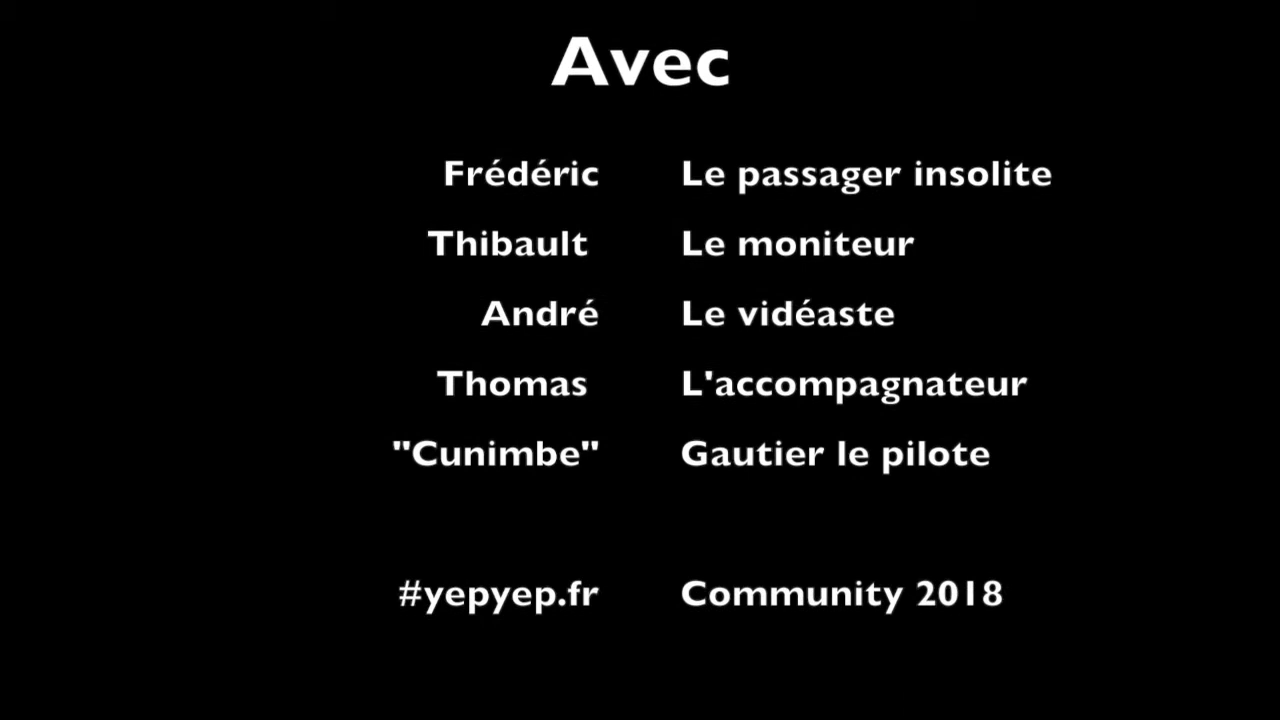 Avec
Frédéric Le passager insolite
Thibault Le moniteur
André Le vidéaste
Thomas L'accompagnateur
"Cunimbe" Gautier le pilote
#yepyep.fr Community 2018